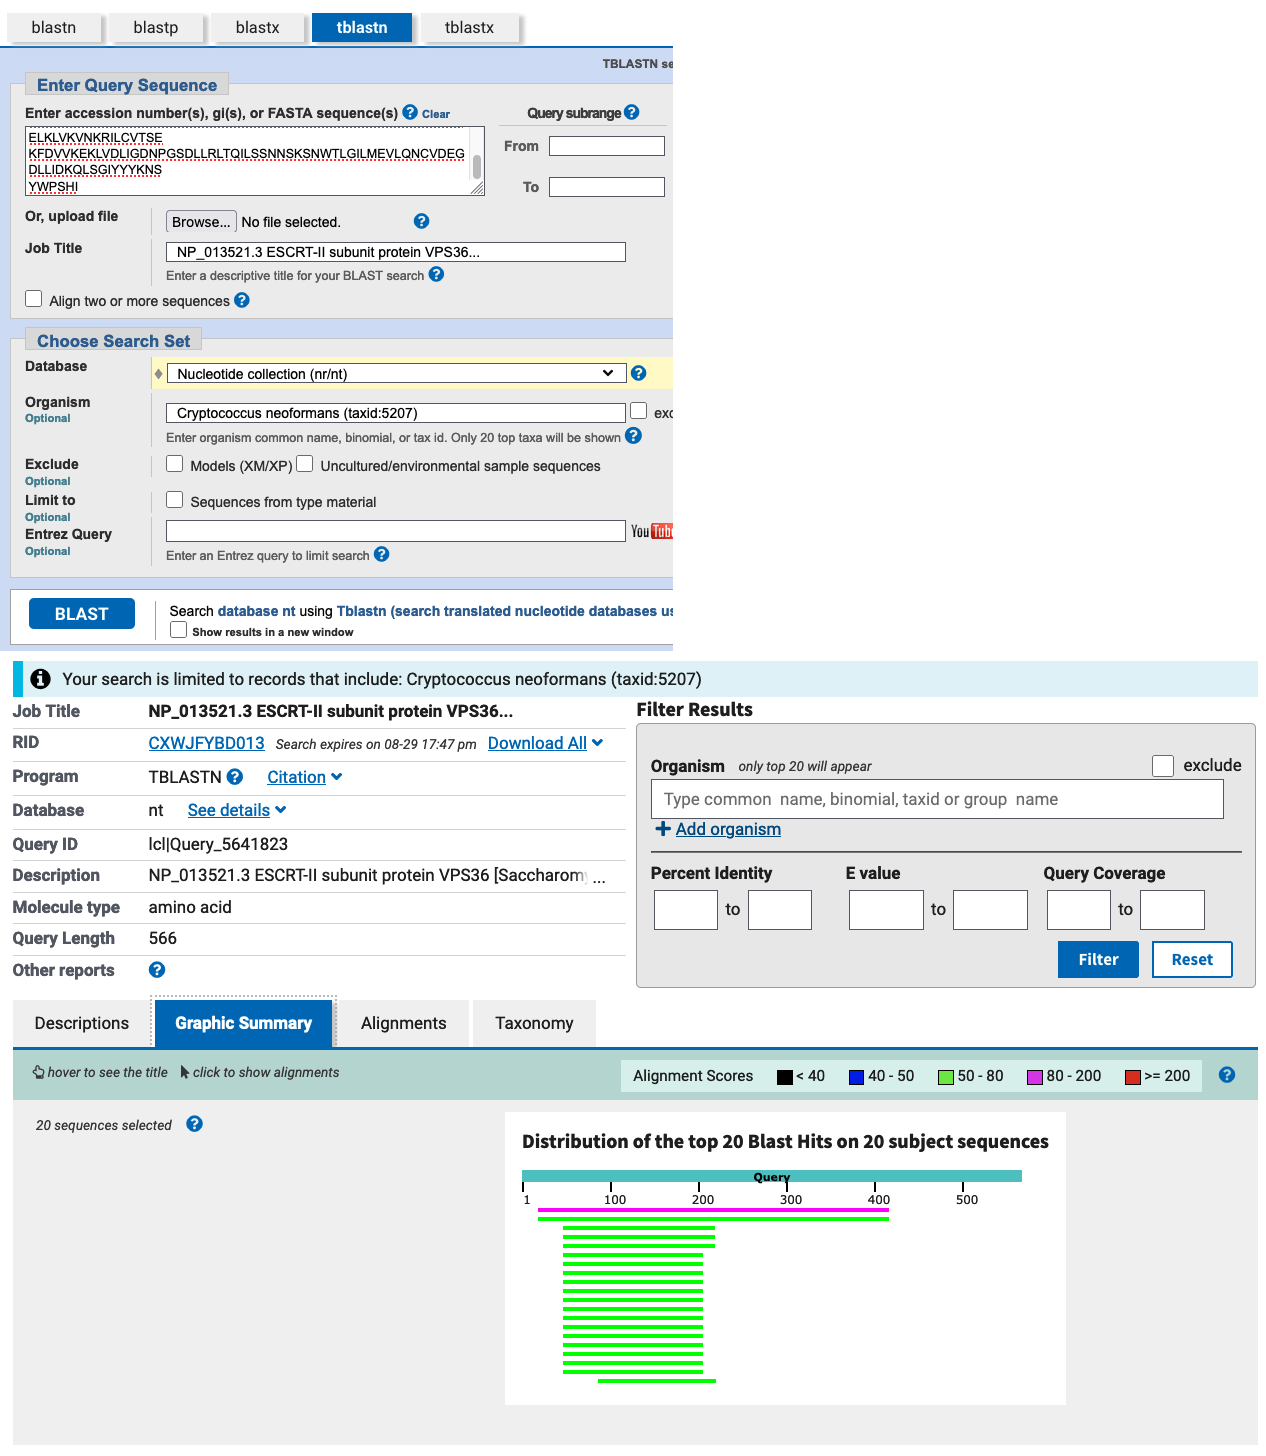 blastn blastp blastx tblastn tblastx
TBLASTN se
Enter Query Sequence
Enter accession number(s), gi(s), or FASTA sequence(s) ? Clear
Query subrange ?
ELKLVKVNKRILCVTSE
KFDVVKEKLVDLIGDNPGSDLLRLTQILSSNNSKSNWTLGILMEVLQNCVDEG
DLLIDKQLSGIYYYKNS
YWPSHI
From
To
Or, upload file Browse... No file selected. ?
Job Title NP_013521.3 ESCRT-II subunit protein VPS36...
Enter a descriptive title for your BLAST search ?
Align two or more sequences ?
Choose Search Set
Database Nucleotide collection (nr/nt) ?
Organism
Optional
Cryptococcus neoformans (taxid:5207) exc
Enter organism common name, binomial, or tax id. Only 20 top taxa will be shown ?
Exclude
Optional
Models (XM/XP) Uncultured/environmental sample sequences
Limit to
Optional
Sequences from type material
Entrez Query
Optional
YouTube
Enter an Entrez query to limit search ?
BLAST
Search database nt using Tblastn (search translated nucleotide databases us
Show results in a new window
Your search is limited to records that include: Cryptococcus neoformans (taxid:5207)
Job Title NP_013521.3 ESCRT-II subunit protein VPS36...
RID CXWJFYBD013 Search expires on 08-29 17:47 pm Download All
Program TBLASTN ? Citation
Database nt See details
Query ID lcl|Query_5641823
Description NP_013521.3 ESCRT-II subunit protein VPS36 [Saccharomy ...
Molecule type amino acid
Query Length 566
Other reports ?
Filter Results
Organism only top 20 will appear exclude
Type common name, binomial, taxid or group name
Add organism
Percent Identity E value Query Coverage
to to to
Filter Reset
Descriptions Graphic Summary Alignments Taxonomy
hover to see the title click to show alignments
Alignment Scores < 40 40 - 50 50 - 80 80 - 200 >= 200 ?
20 sequences selected ?
Distribution of the top 20 Blast Hits on 20 subject sequences
Query
1 100 200 300 400 500